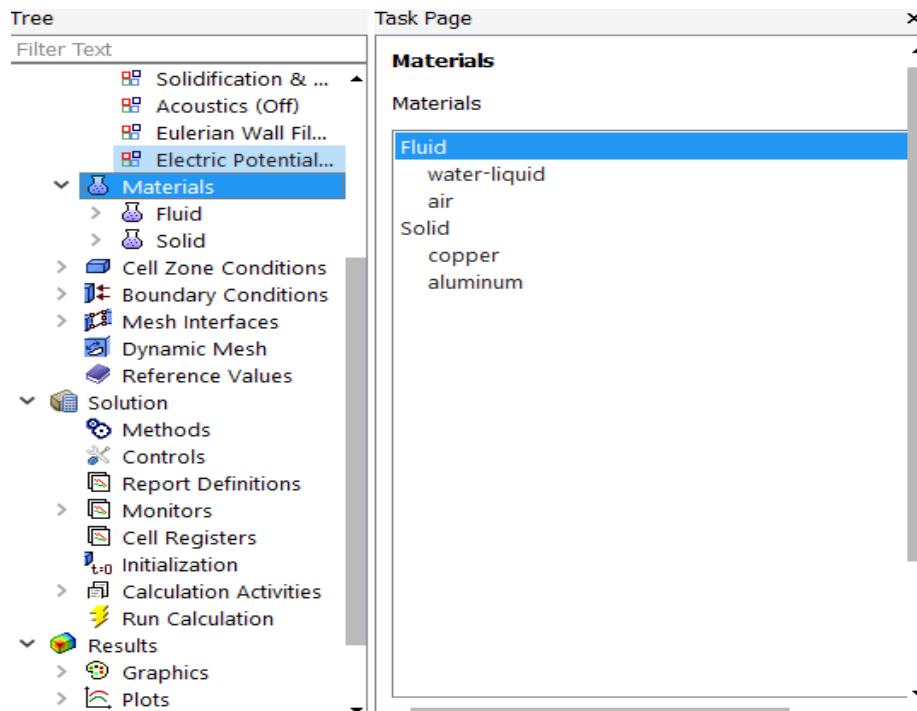 Tree
Filter Text
Solidification & ...
Acoustics (Off)
Eulerian Wall Fil...
Electric Potential...
Materials
Fluid
Solid
Cell Zone Conditions
Boundary Conditions
Mesh Interfaces
Dynamic Mesh
Reference Values
Solution
Methods
Controls
Report Definitions
Monitors
Cell Registers
t=0 Initialization
Calculation Activities
Run Calculation
Results
Graphics
Plots
Task Page
Materials
Materials
Fluid
water-liquid
air
Solid
copper
aluminum